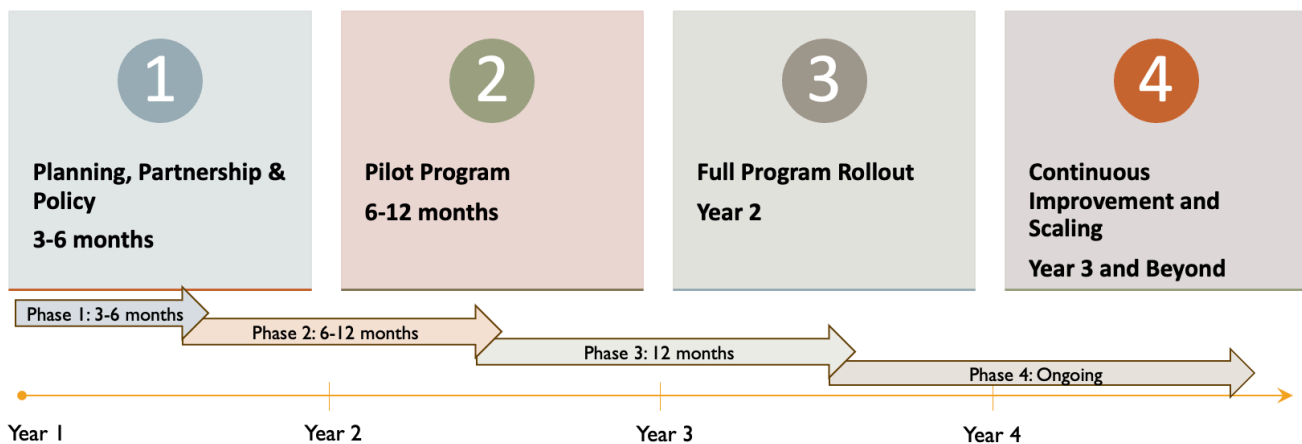 1
Planning, Partnership &
Policy
3-6 months
2
Pilot Program
6-12 months
3
Full Program Rollout
Year 2
4
Continuous
Improvement and
Scaling
Year 3 and Beyond
Phase 1: 3-6 months
Phase 2: 6-12 months
Phase 3: 12 months
Phase 4: Ongoing
Year 1
Year 2
Year 3
Year 4